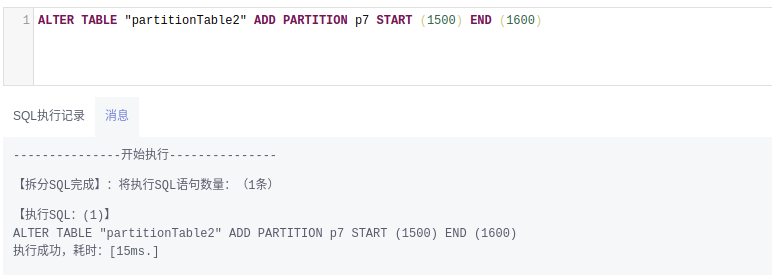 1 ALTER TABLE "partitionTable2" ADD PARTITION p7 START (1500) END (1600)
SQL执行记录 消息
---------------开始执行---------------
【拆分SQL完成】：将执行SQL语句数量：（1条）
【执行SQL：(1)】
ALTER TABLE "partitionTable2" ADD PARTITION p7 START (1500) END (1600)
执行成功，耗时：[15ms.]